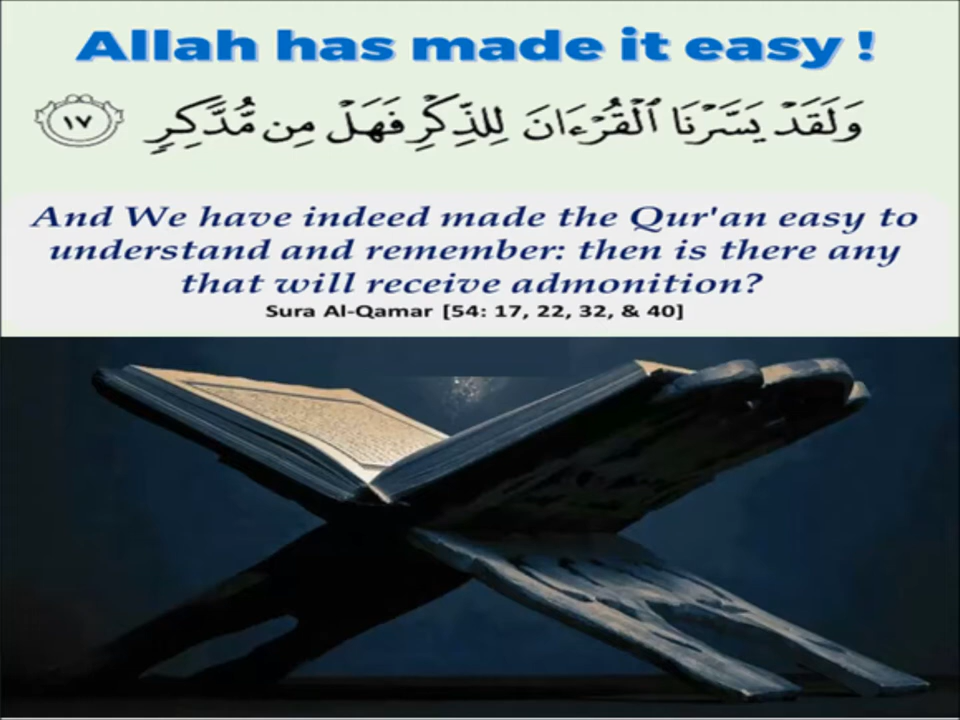 Allah has made it easy !
وَلَقَدْ يَسَّرْنَا ٱلْقُرْءَانَ لِلذِّكْرِ فَهَلْ مِن مُّدَّكِرٍ ١٧
And We have indeed made the Qur'an easy to
understand and remember: then is there any
that will receive admonition?
Sura Al-Qamar [54: 17, 22, 32, & 40]